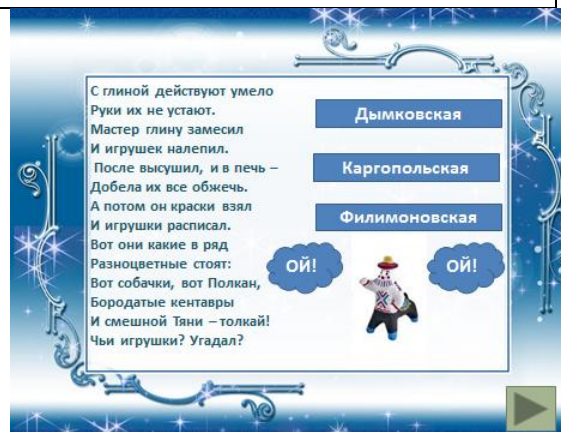 С глиной действуют умело
Руки их не устают.
Мастер глину замесил
И игрушек налепил.
После высушил, и в печь –
Добела их все обжечь.
А потом он краски взял
И игрушки расписал.
Вот они какие в ряд
Разноцветные стоят:
Вот собачки, вот Полкан,
Бородатые кентавры
И смешной Тяни – толкай!
Чьи игрушки? Угадал?
Дымковская
Каргопольская
Филимоновская
ОЙ!
ОЙ!